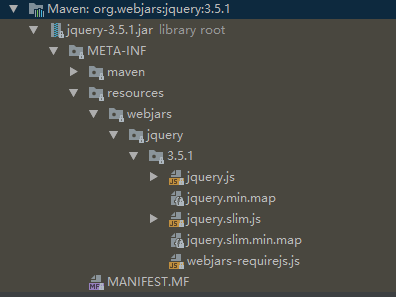 Maven: org.webjars:jquery:3.5.1
jquery-3.5.1.jar library root
META-INF
maven
resources
webjars
jquery
3.5.1
jquery.js
jquery.min.map
jquery.slim.js
jquery.slim.min.map
webjars-requirejs.js
MANIFEST.MF